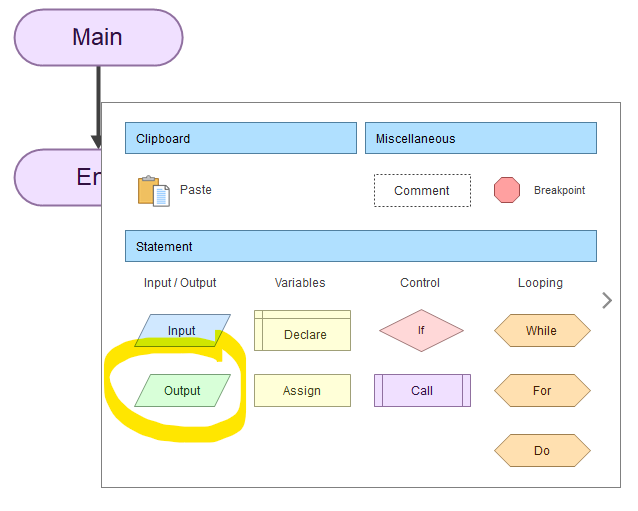 Main
En
Clipboard
Miscellaneous
Paste
Comment
Breakpoint
Statement
Input / Output
Variables
Control
Looping
Input
Declare
If
While
Output
Assign
Call
For
Do